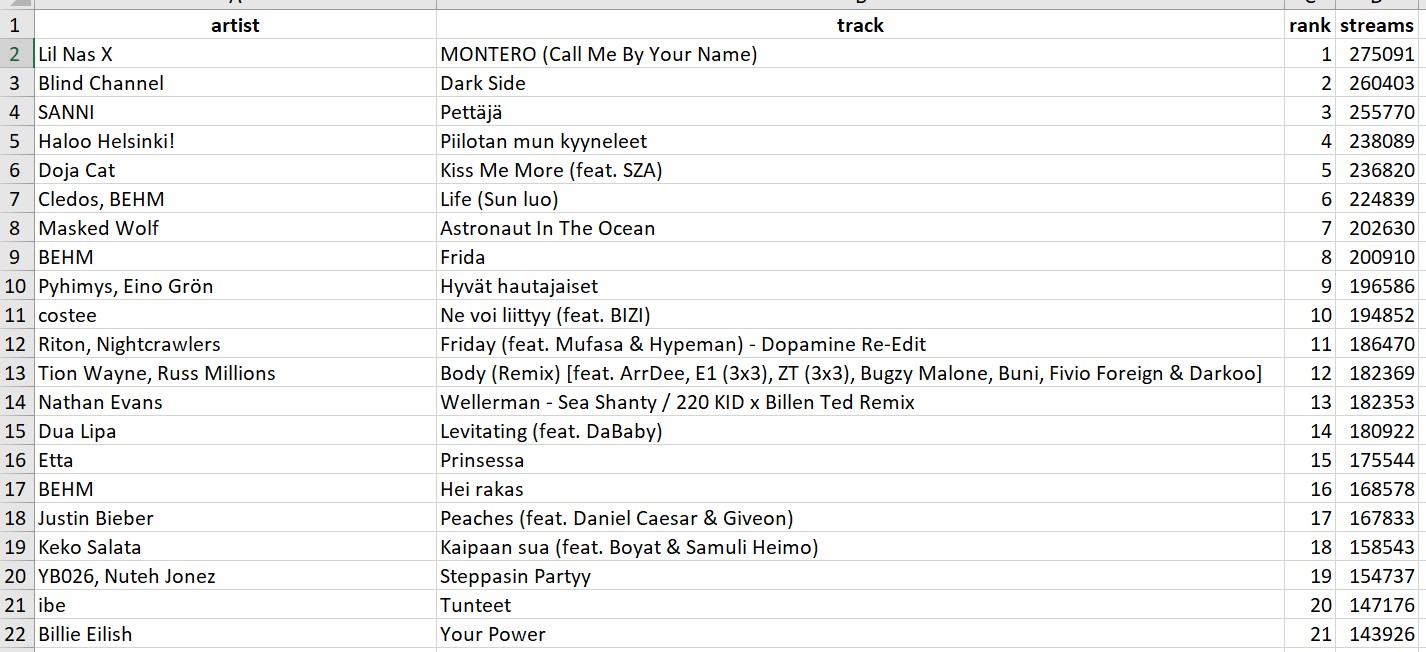 1 artist track rank streams
2 Lil Nas X MONTERO (Call Me By Your Name) 1 275091
3 Blind Channel Dark Side 2 260403
4 SANNI Pettäjä 3 255770
5 Haloo Helsinki! Piilotan mun kyyneleet 4 238089
6 Doja Cat Kiss Me More (feat. SZA) 5 236820
7 Cledos, BEHM Life (Sun luo) 6 224839
8 Masked Wolf Astronaut In The Ocean 7 202630
9 BEHM Frida 8 200910
10 Pyhimys, Eino Grön Hyvät hautajaiset 9 196586
11 costee Ne voi liittyy (feat. BIZI) 10 194852
12 Riton, Nightcrawlers Friday (feat. Mufasa & Hypeman) - Dopamine Re-Edit 11 186470
13 Tion Wayne, Russ Millions Body (Remix) [feat. ArrDee, E1 (3x3), ZT (3x3), Bugzy Malone, Buni, Fivio Foreign & Darkoo] 12 182369
14 Nathan Evans Wellerman - Sea Shanty / 220 KID x Billen Ted Remix 13 182353
15 Dua Lipa Levitating (feat. DaBaby) 14 180922
16 Etta Prinsessa 15 175544
17 BEHM Hei rakas 16 168578
18 Justin Bieber Peaches (feat. Daniel Caesar & Giveon) 17 167833
19 Keko Salata Kaipaan sua (feat. Boyat & Samuli Heimo) 18 158543
20 YB026, Nuteh Jonez Steppasin Partyy 19 154737
21 ibe Tunteet 20 147176
22 Billie Eilish Your Power 21 143926